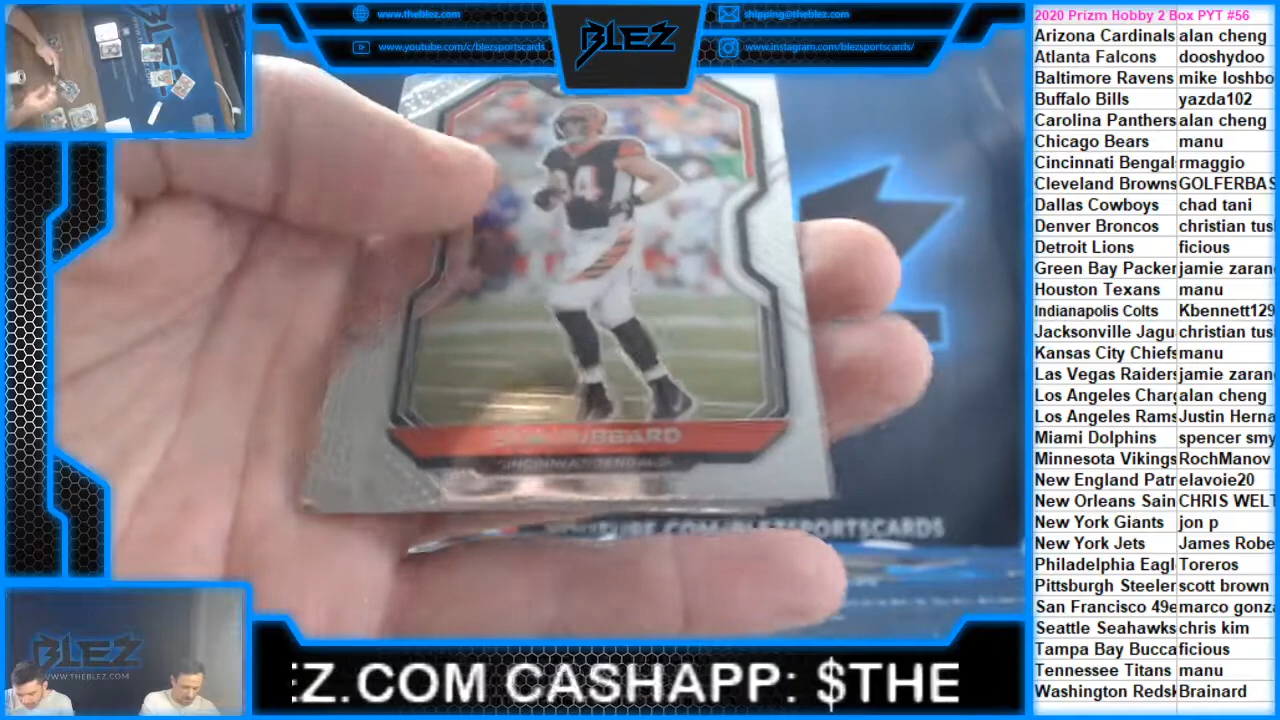 www.theblez.com
shipping@theblez.com
www.youtube.com/c/blezsportscards
www.instagram.com/blezsportscards/
BLEZ
94
CINCINNATI BENGALS
.COM/BLEZSPORTSCARDS
BLEZ
WWW.THEBLEZ.COM
EZ.COM CASHAPP: $THE
2020 Prizm Hobby 2 Box PYT #56
Arizona Cardinals alan cheng
Atlanta Falcons dooshydoo
Baltimore Ravens mike loshbo
Buffalo Bills yazda102
Carolina Panthers alan cheng
Chicago Bears manu
Cincinnati Bengal rmaggio
Cleveland Browns GOLFERBAS
Dallas Cowboys chad tani
Denver Broncos christian tus
Detroit Lions ficious
Green Bay Packer jamie zaran
Houston Texans manu
Indianapolis Colts Kbennett129
Jacksonville Jagu christian tus
Kansas City Chiefs manu
Las Vegas Raiders jamie zaran
Los Angeles Charg alan cheng
Los Angeles Rams Justin Herna
Miami Dolphins spencer smy
Minnesota Vikings RochManov
New England Patr elavoie20
New Orleans Sain CHRIS WELT
New York Giants jon p
New York Jets James Robe
Philadelphia Eagl Toreros
Pittsburgh Steeler scott brown
San Francisco 49e marco gonza
Seattle Seahawks chris kim
Tampa Bay Bucca ficious
Tennessee Titans manu
Washington Redsk Brainard